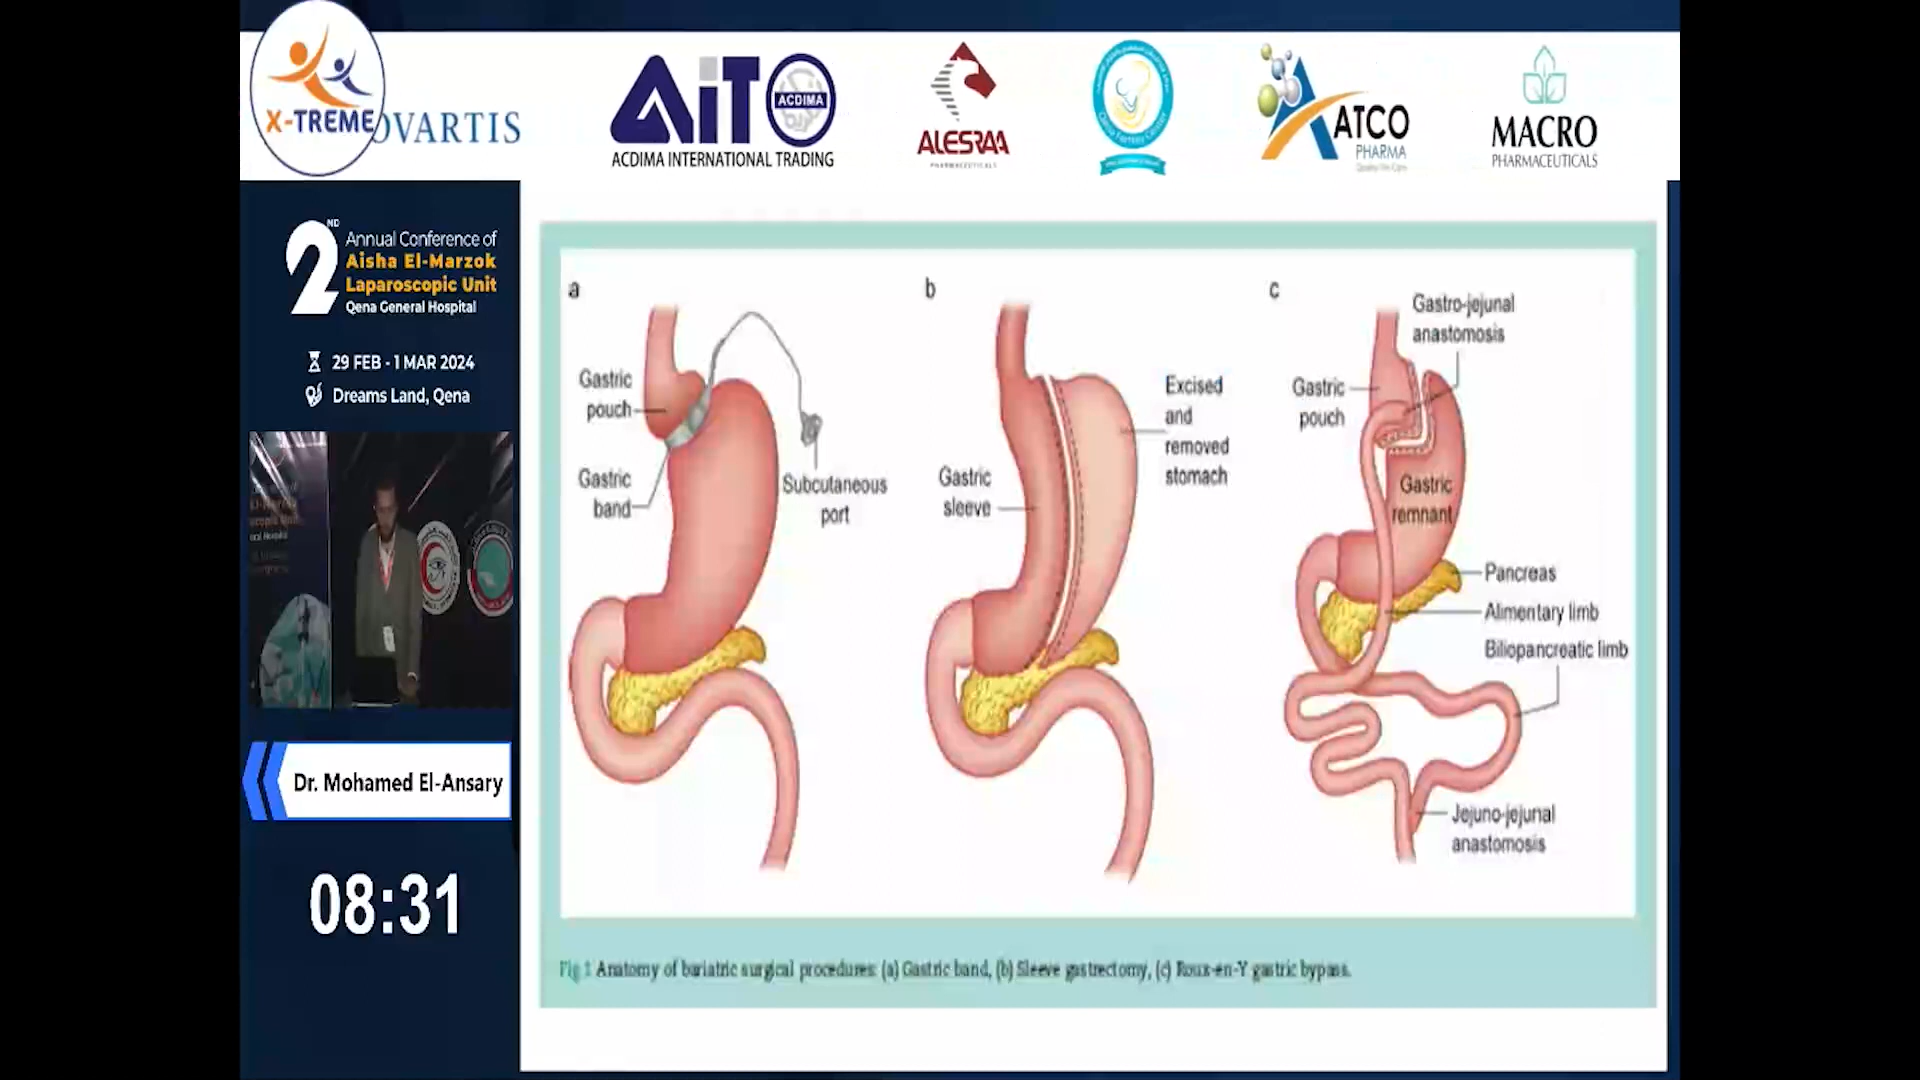 X-TREME
OVARTIS
AiTO
ACDIMA
ACDIMA INTERNATIONAL TRADING
ALESRAA
PHARMACEUTICALS
ATCO
PHARMA
MACRO
PHARMACEUTICALS
2ND
Annual Conference of
Aisha El-Marzok
Laparoscopic Unit
Qena General Hospital
29 FEB - 1 MAR 2024
Dreams Land, Qena
Dr. Mohamed El-Ansary
08:31
a
Gastric
pouch
Gastric
band
Subcutaneous
port
b
Gastric
sleeve
Excised
and
removed
stomach
c
Gastro-jejunal
anastomosis
Gastric
pouch
Gastric
remnant
Pancreas
Alimentary limb
Biliopancreatic limb
Jejuno-jejunal
anastomosis
Fig 1 Anatomy of bariatric surgical procedures: (a) Gastric band, (b) Sleeve gastrectomy, (c) Roux-en-Y gastric bypass.